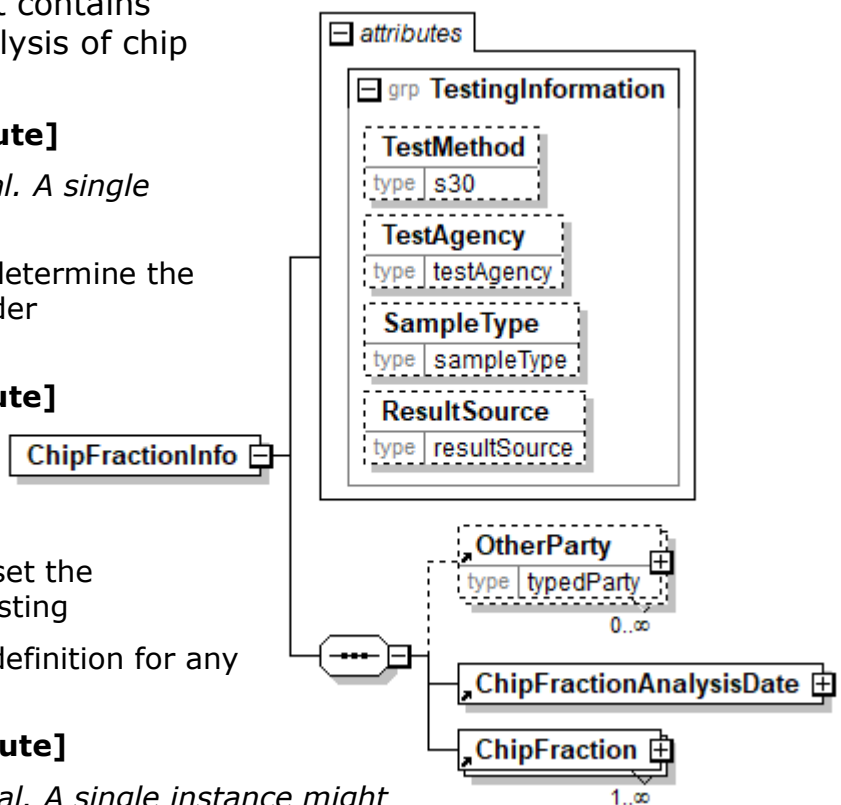 t contains
lysis of chip
ute]
al. A single
determine the
der
ute]
set the
sting
definition for any
ute]
al. A single instance might
attributes
grp TestingInformation
TestMethod
type s30
TestAgency
type testAgency
SampleType
type sampleType
ResultSource
type resultSource
ChipFractionInfo
OtherParty
type typedParty
0..∞
ChipFractionAnalysisDate
ChipFraction
1..∞